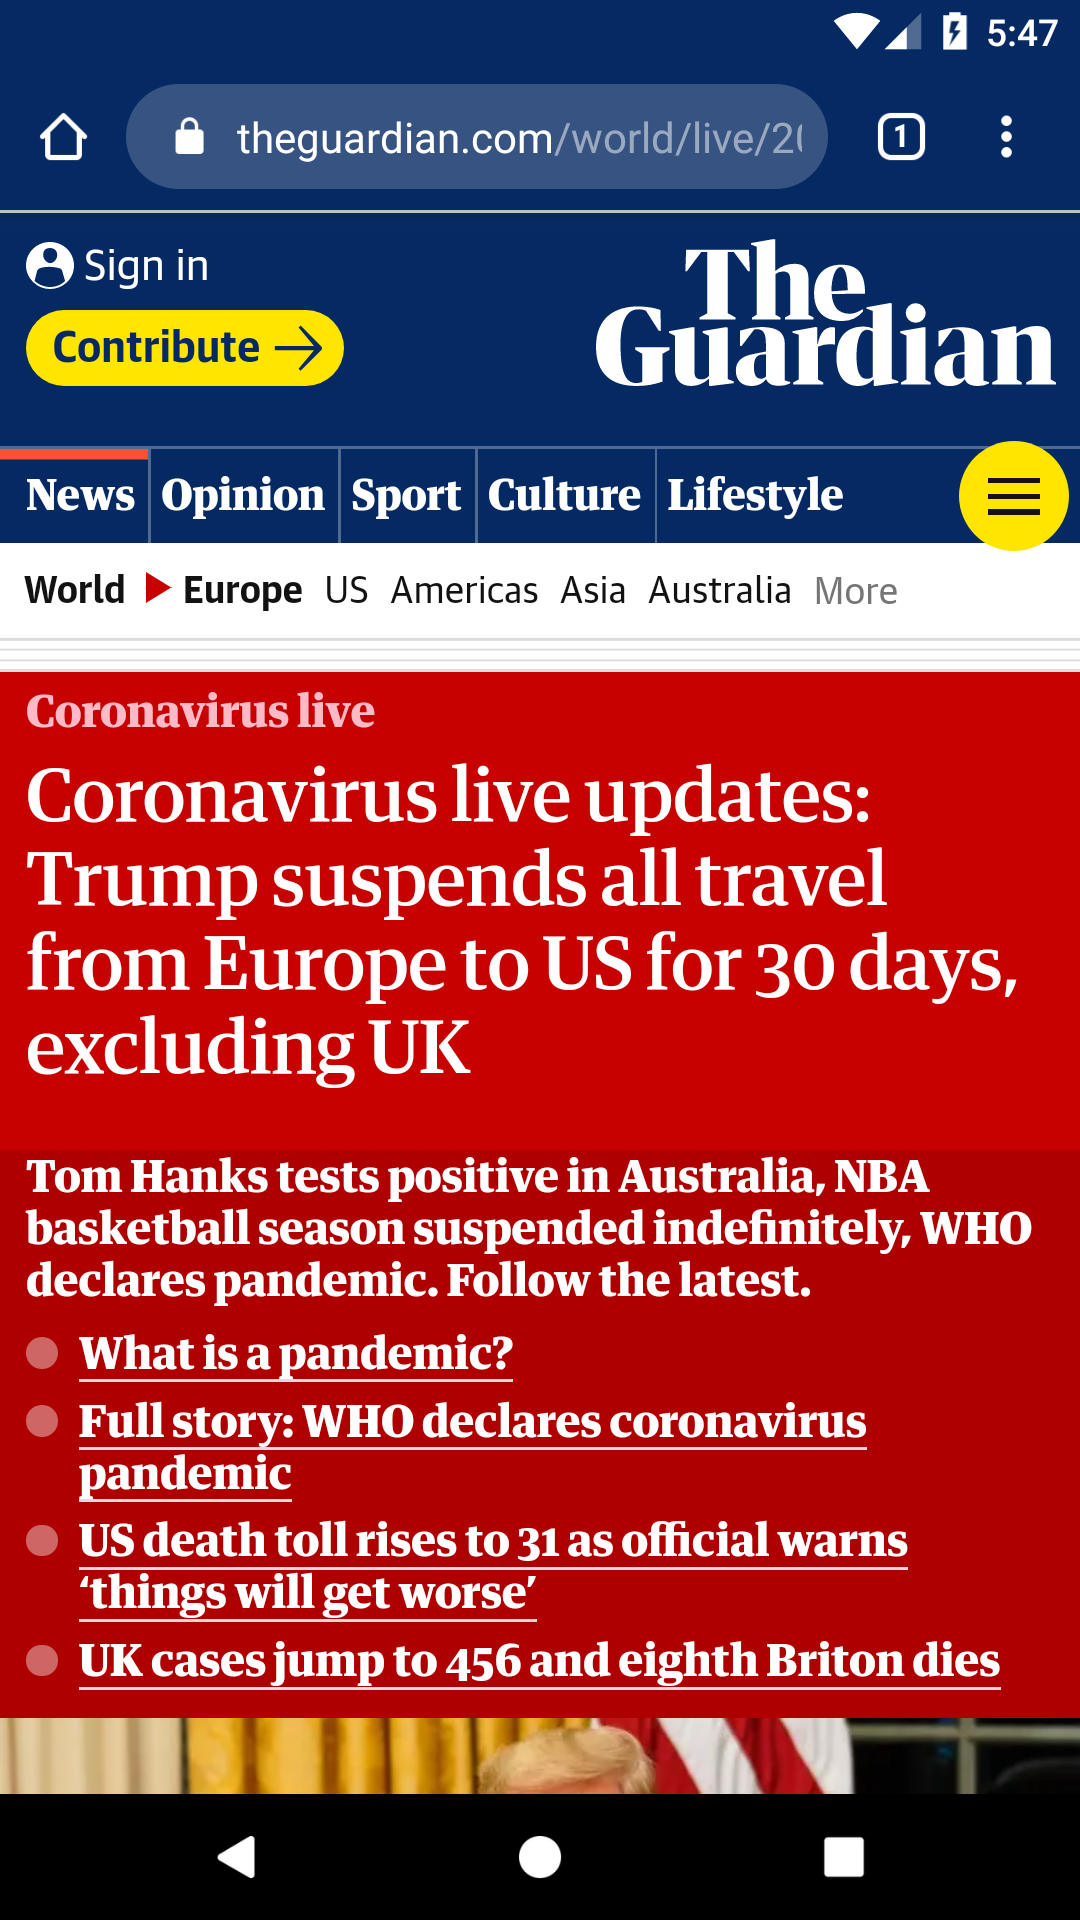 5:47
theguardian.com/world/live/20
1
Sign in
The
Guardian
Contribute
News Opinion Sport Culture Lifestyle
World Europe US Americas Asia Australia More
Coronavirus live
Coronavirus live updates:
Trump suspends all travel
from Europe to US for 30 days,
excluding UK
Tom Hanks tests positive in Australia, NBA
basketball season suspended indefinitely, WHO
declares pandemic. Follow the latest.
What is a pandemic?
Full story: WHO declares coronavirus
pandemic
US death toll rises to 31 as official warns
‘things will get worse’
UK cases jump to 456 and eighth Briton dies